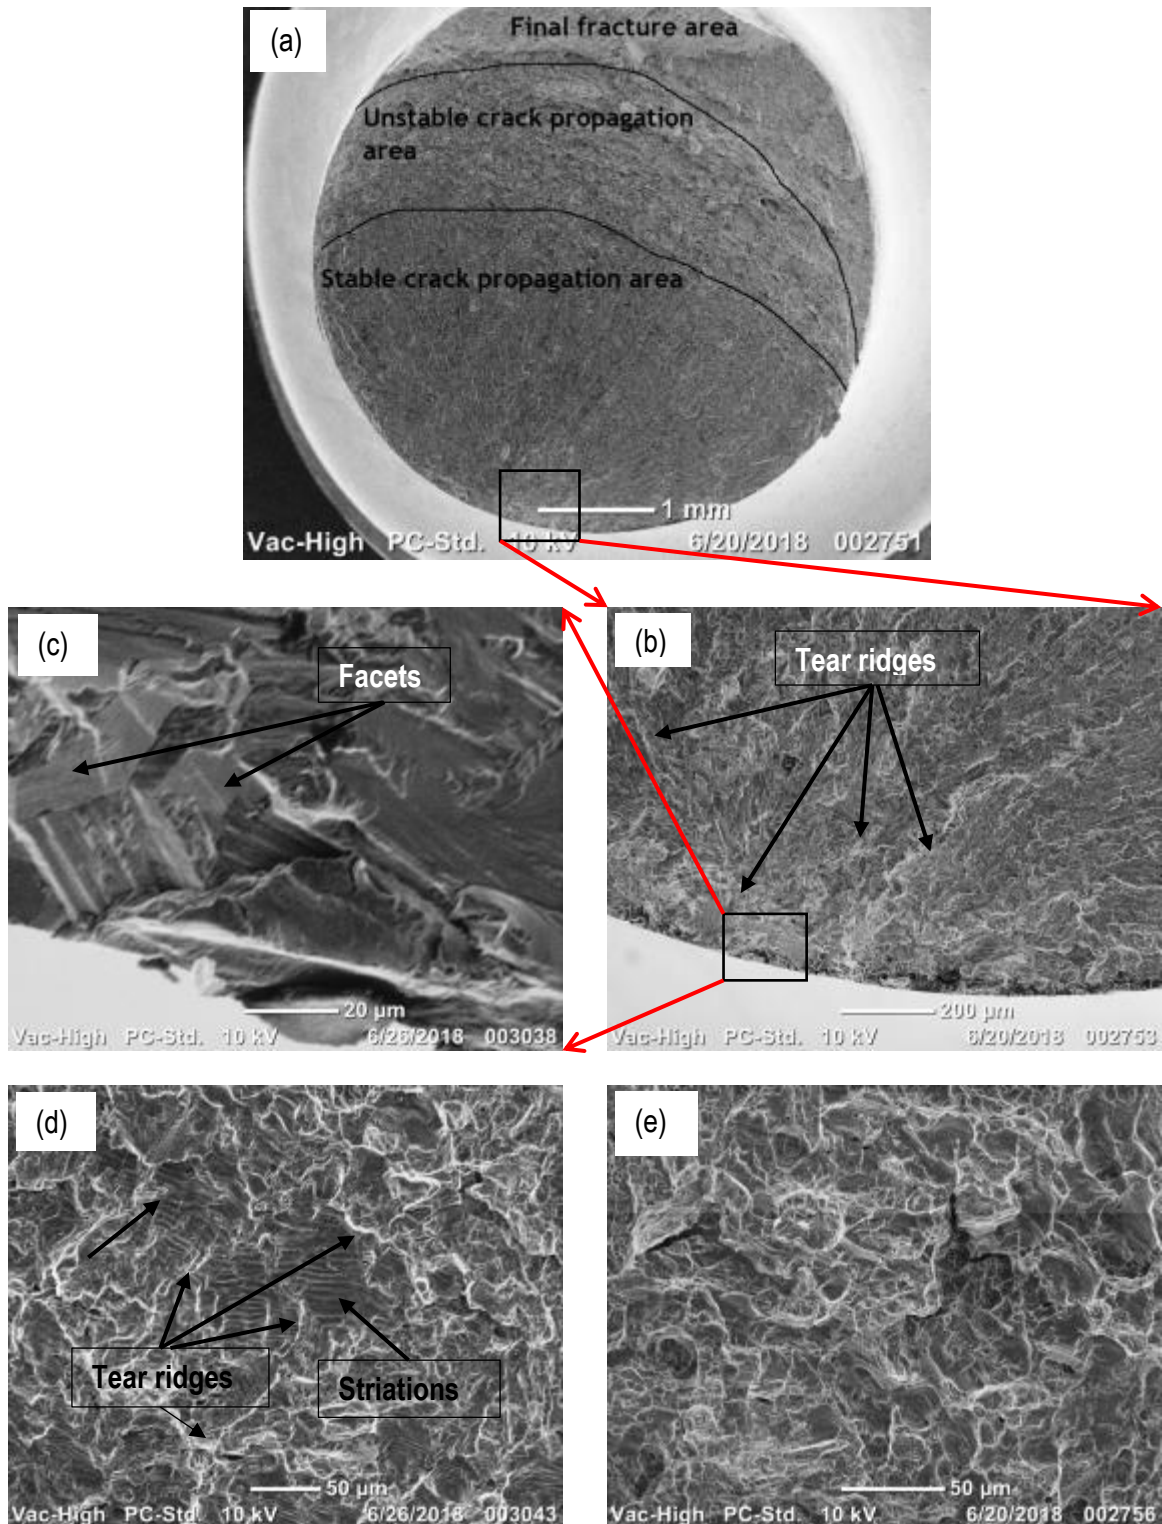 (a)
Final fracture area
Unstable crack propagation
area
Stable crack propagation area
1 mm
Vac-High PC-Std. 10 kV 6/20/2018 002751
(c)
Facets
20 µm
Vac-High PC-Std. 10 kV 6/26/2018 003038
(b)
Tear ridges
200 µm
Vac-High PC-Std. 10 kV 6/20/2018 002753
(d)
Tear ridges
Striations
50 µm
Vac-High PC-Std. 10 kV 6/26/2018 003043
(e)
50 µm
Vac-High PC-Std. 10 kV 6/20/2018 002756